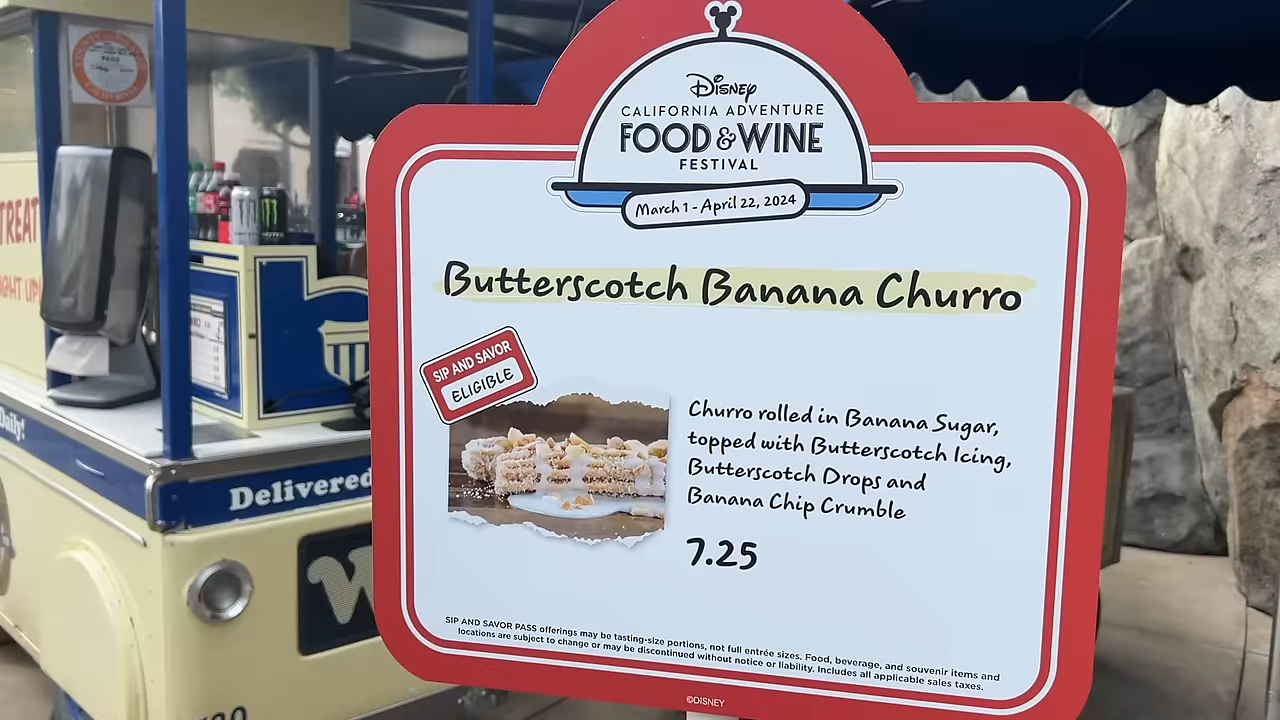 DISNEY
CALIFORNIA ADVENTURE
FOOD & WINE
FESTIVAL
March 1 - April 22, 2024
Butterscotch Banana Churro
SIP AND SAVOR
ELIGIBLE
Churro rolled in Banana Sugar,
topped with Butterscotch Icing,
Butterscotch Drops and
Banana Chip Crumble
7.25
SIP AND SAVOR PASS offerings may be tasting-size portions, not full entrée sizes. Food, beverage, and souvenir items and
locations are subject to change or may be discontinued without notice or liability. Includes all applicable sales taxes.
©DISNEY
TREAT
Daily!
Delivered